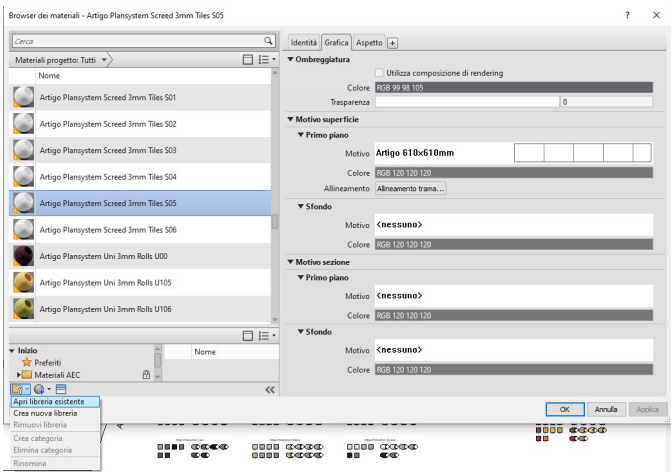 Browser dei materiali - Artigo Plansystem Screed 3mm Tiles S05
Cerca
Materiali progetto: Tutti
Nome
Artigo Plansystem Screed 3mm Tiles S01
Artigo Plansystem Screed 3mm Tiles S02
Artigo Plansystem Screed 3mm Tiles S03
Artigo Plansystem Screed 3mm Tiles S04
Artigo Plansystem Screed 3mm Tiles S05
Artigo Plansystem Screed 3mm Tiles S06
Artigo Plansystem Uni 3mm Rolls U00
Artigo Plansystem Uni 3mm Rolls U105
Artigo Plansystem Uni 3mm Rolls U106
Inizio
Preferiti
Materiali AEC
Nome
Apri libreria esistente
Crea nuova libreria
Rimuovi libreria
Crea categoria
Elimina categoria
Rinomina
Identità Grafica Aspetto
Ombreggiatura
Utilizza composizione di rendering
Colore RGB 99 98 105
Trasparenza 0
Motivo superficie
Primo piano
Motivo Artigo 610x610mm
Colore RGB 120 120 120
Allineamento Allineamento trama...
Sfondo
Motivo <nessuno>
Colore RGB 120 120 120
Motivo sezione
Primo piano
Motivo <nessuno>
Colore RGB 120 120 120
Sfondo
Motivo <nessuno>
Colore RGB 120 120 120
OK Annulla Applica